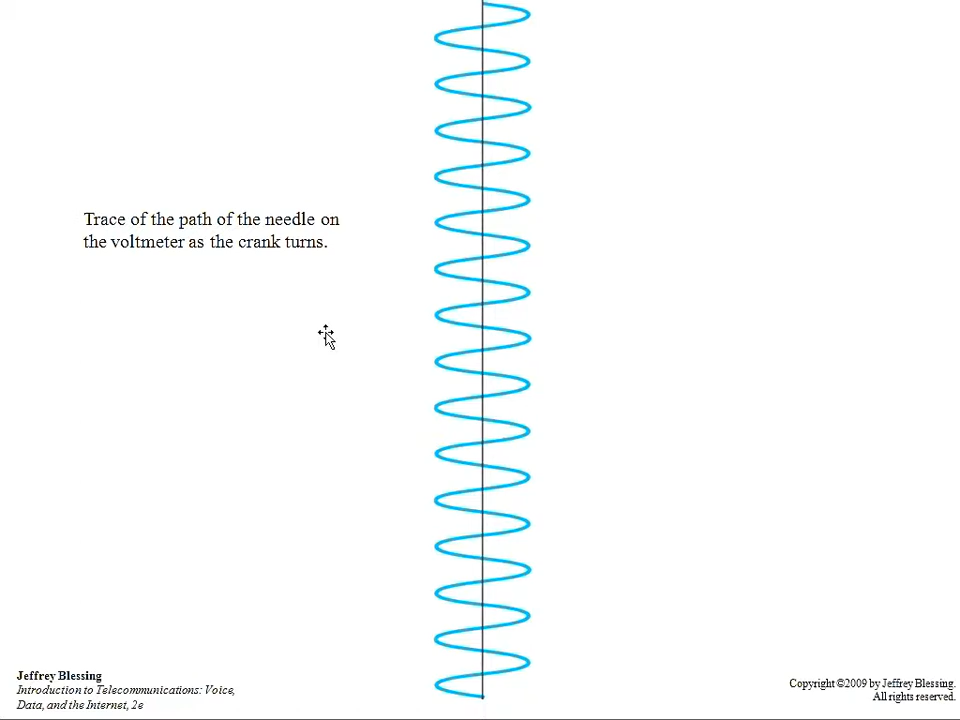 Trace of the path of the needle on
the voltmeter as the crank turns.
Jeffrey Blessing
Introduction to Telecommunications: Voice,
Data, and the Internet, 2e
Copyright ©2009 by Jeffrey Blessing.
All rights reserved.